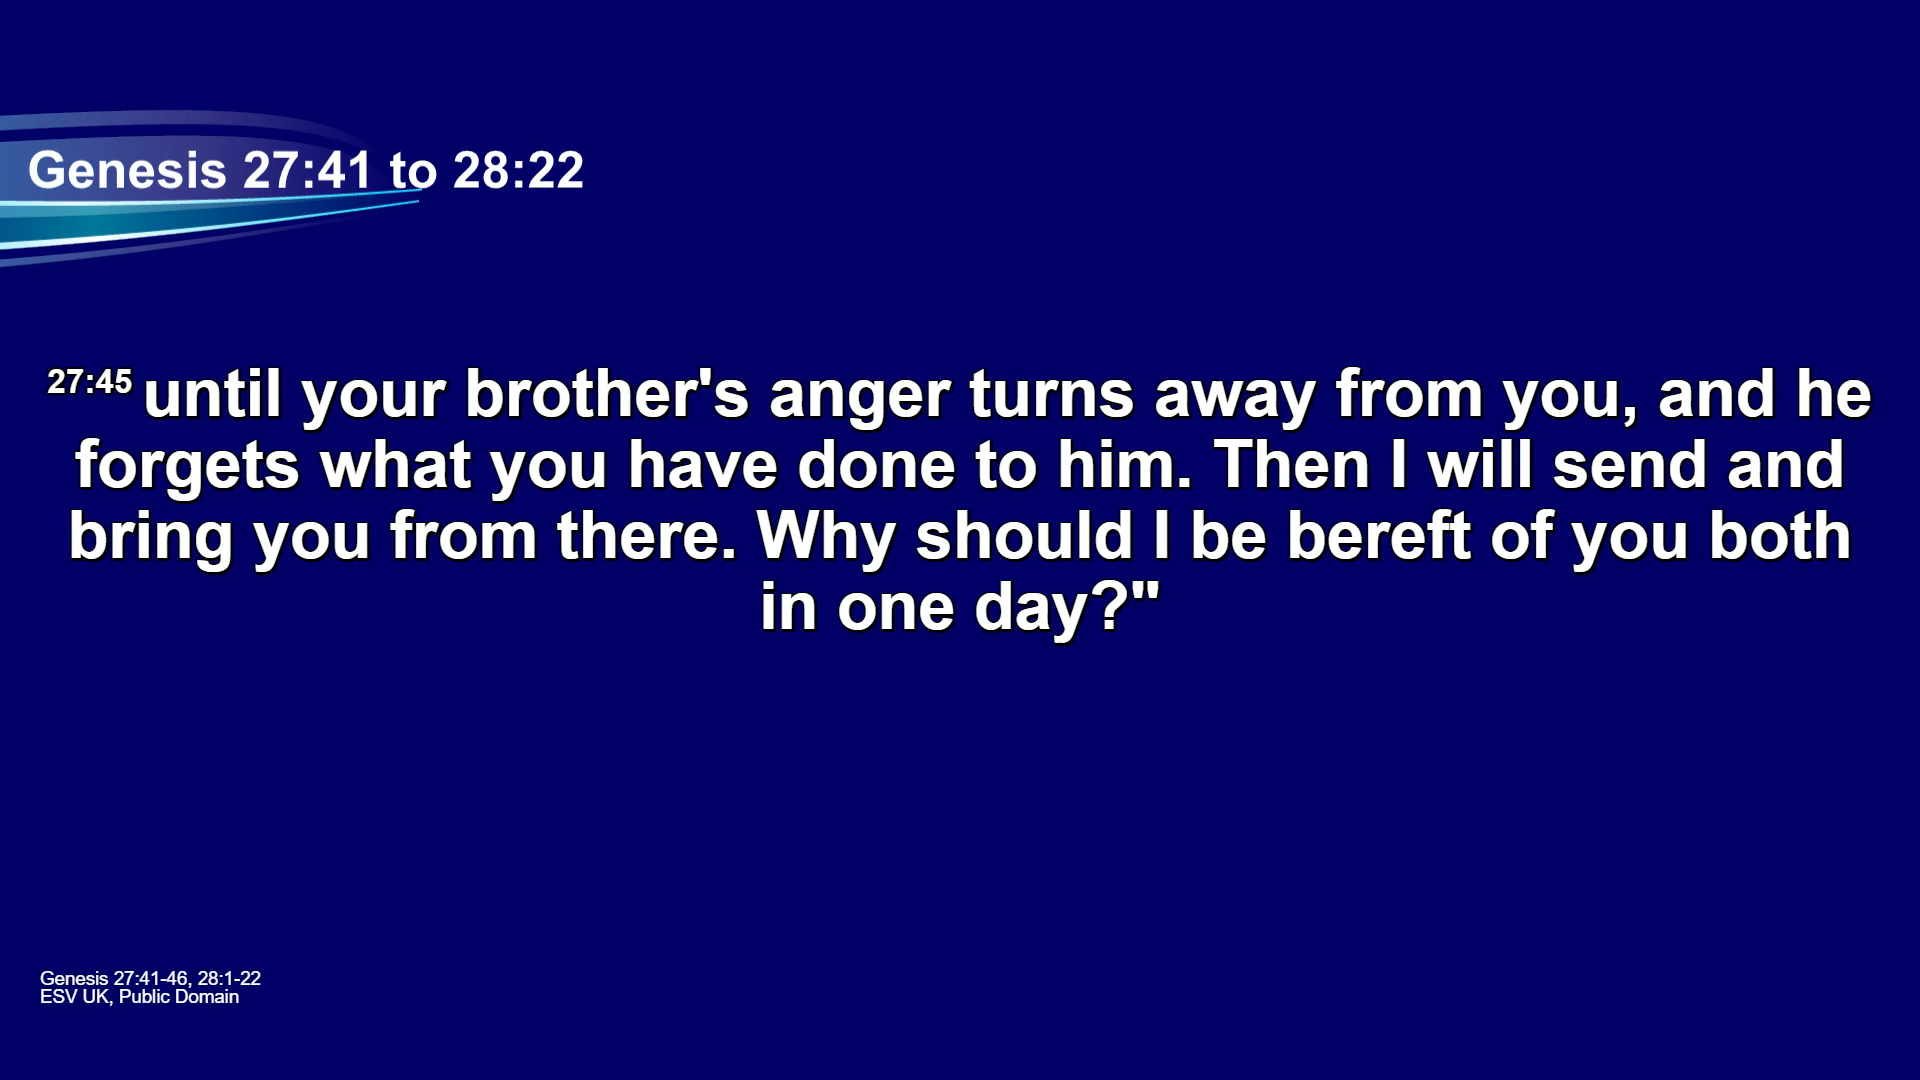 Genesis 27:41 to 28:22
27:45 until your brother's anger turns away from you, and he
forgets what you have done to him. Then I will send and
bring you from there. Why should I be bereft of you both
in one day?"
Genesis 27:41-46, 28:1-22
ESV UK, Public Domain